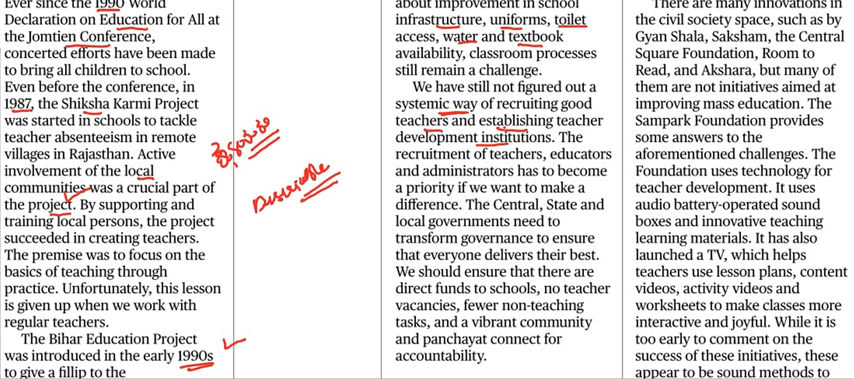 Ever since the 1990 World
Declaration on Education for All at
the Jomtien Conference,
concerted efforts have been made
to bring all children to school.
Even before the conference, in
1987, the Shiksha Karmi Project
was started in schools to tackle
teacher absenteeism in remote
villages in Rajasthan. Active
involvement of the local
communities was a crucial part of
the project. By supporting and
training local persons, the project
succeeded in creating teachers.
The premise was to focus on the
basics of teaching through
practice. Unfortunately, this lesson
is given up when we work with
regular teachers.
The Bihar Education Project
was introduced in the early 1990s
to give a fillip to the
Desirable
about improvement in school
infrastructure, uniforms, toilet
access, water and textbook
availability, classroom processes
still remain a challenge.
We have still not figured out a
systemic way of recruiting good
teachers and establishing teacher
development institutions. The
recruitment of teachers, educators
and administrators has to become
a priority if we want to make a
difference. The Central, State and
local governments need to
transform governance to ensure
that everyone delivers their best.
We should ensure that there are
direct funds to schools, no teacher
vacancies, fewer non-teaching
tasks, and a vibrant community
and panchayat connect for
accountability.
There are many innovations in
the civil society space, such as by
Gyan Shala, Saksham, the Central
Square Foundation, Room to
Read, and Akshara, but many of
them are not initiatives aimed at
improving mass education. The
Sampark Foundation provides
some answers to the
aforementioned challenges. The
Foundation uses technology for
teacher development. It uses
audio battery-operated sound
boxes and innovative teaching
learning materials. It has also
launched a TV, which helps
teachers use lesson plans, content
videos, activity videos and
worksheets to make classes more
interactive and joyful. While it is
too early to comment on the
success of these initiatives, these
appear to be sound methods to